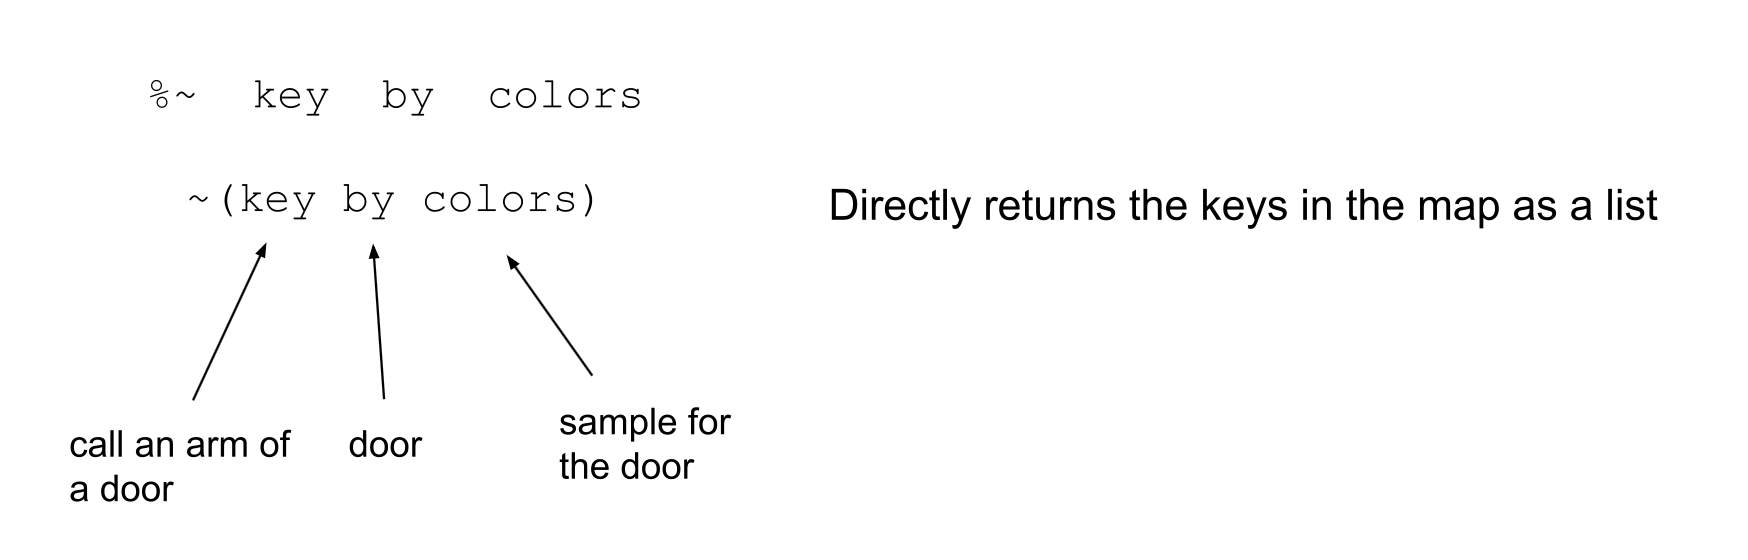 %~  key  by  colors
~(key by colors)
Directly returns the keys in the map as a list
call an arm of
a door
door
sample for
the door